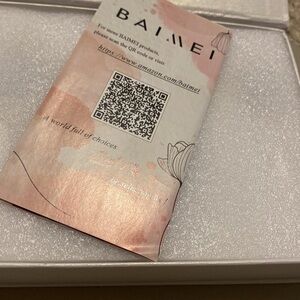 BAIMEI
For more BAIMEI products,
please scan the QR code or visit
https://www.amazon.com/baimei
A world full of choices